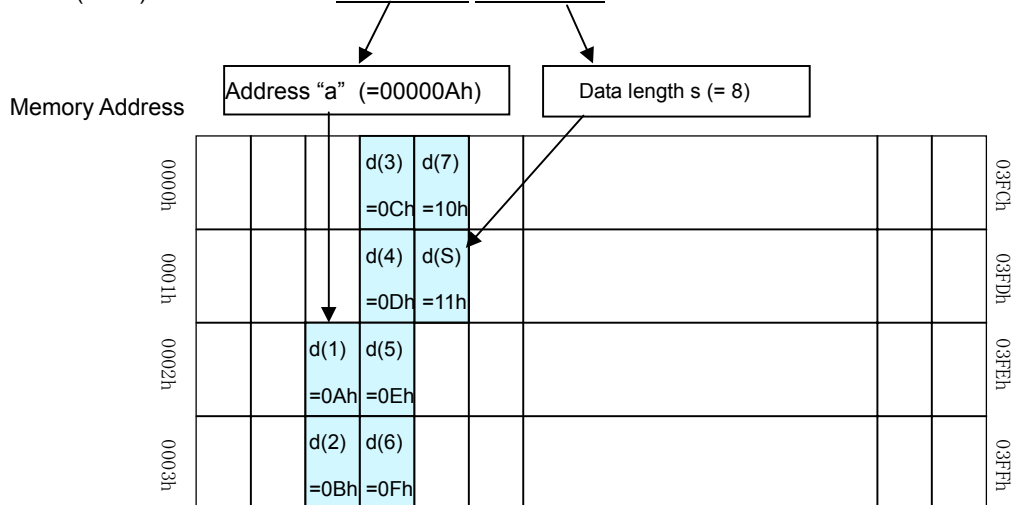 Address “a” (=00000Ah)
Data length s (= 8)
Memory Address
0000h
d(3)
d(7)
03FCh
=0Ch
=10h
0001h
d(4)
d(S)
03FDh
=0Dh
=11h
0002h
d(1)
d(5)
03FEh
=0Ah
=0Eh
0003h
d(2)
d(6)
03FFh
=0Bh
=0Fh